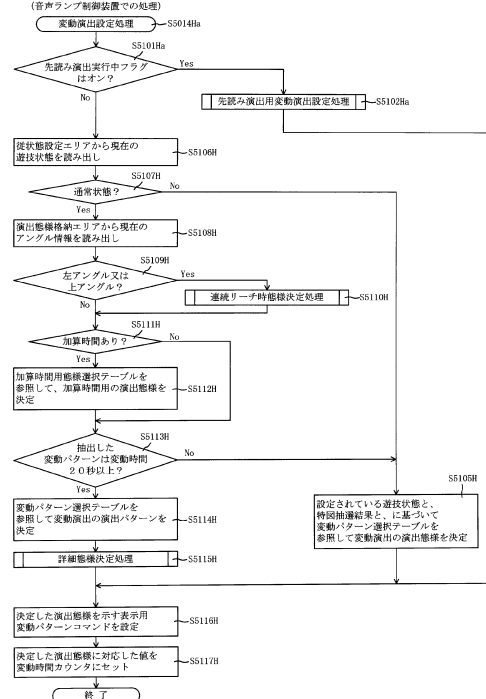 (音声ランプ制御装置での処理)
変動演出設定処理
S5014Ha
S5101Ha
先読み演出実行中フラグ
はオン?
Yes
No
先読み演出用変動演出設定処理
S5102Ha
従状態設定エリアから現在の
遊技状態を読み出し
S5106H
S5107H
通常状態?
No
Yes
演出態様格納エリアから現在の
アングル情報を読み出し
S5108H
S5109H
左アングル又は
上アングル?
Yes
No
連続リーチ時態様決定処理
S5110H
S5111H
加算時間あり?
No
Yes
加算時間用態様選択テーブルを
参照して、加算時間用の演出態様を
決定
S5112H
S5113H
抽出した
変動パターンは変動時間
20秒以上?
No
Yes
S5105H
設定されている遊技状態と、
特図抽選結果と、に基づいて
変動パターン選択テーブルを
参照して変動演出の演出態様を決定
変動パターン選択テーブルを
参照して変動演出の演出パターンを
決定
S5114H
詳細態様決定処理
S5115H
決定した演出態様を示す表示用
変動パターンコマンドを設定
S5116H
決定した演出態様に対応した値を
変動時間カウンタにセット
S5117H
終了